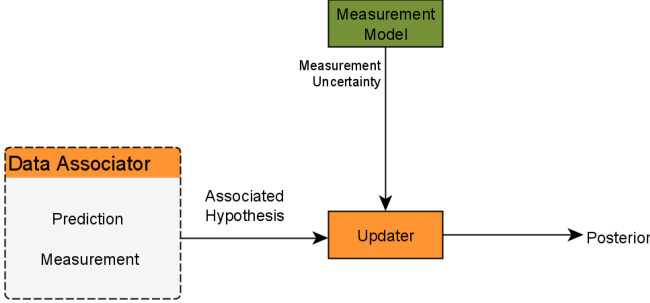 Measurement
Model
Measurement
Uncertainty
Data Associator
Prediction
Measurement
Associated
Hypothesis
Updater
Posterior